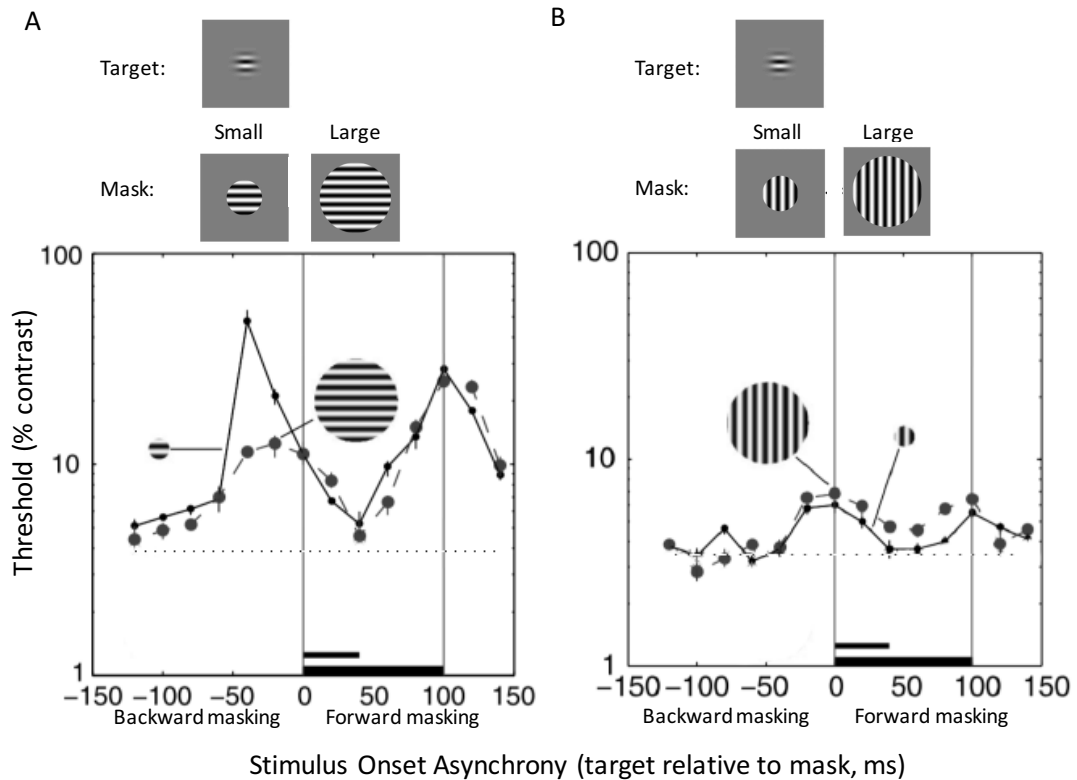 A
Target:
Small Large
Mask:
100
10
1
Threshold (% contrast)
−150 −100 −50 0 50 100 150
Backward masking Forward masking
B
Target:
Small Large
Mask:
100
10
1
−150 −100 −50 0 50 100 150
Backward masking Forward masking
Stimulus Onset Asynchrony (target relative to mask, ms)